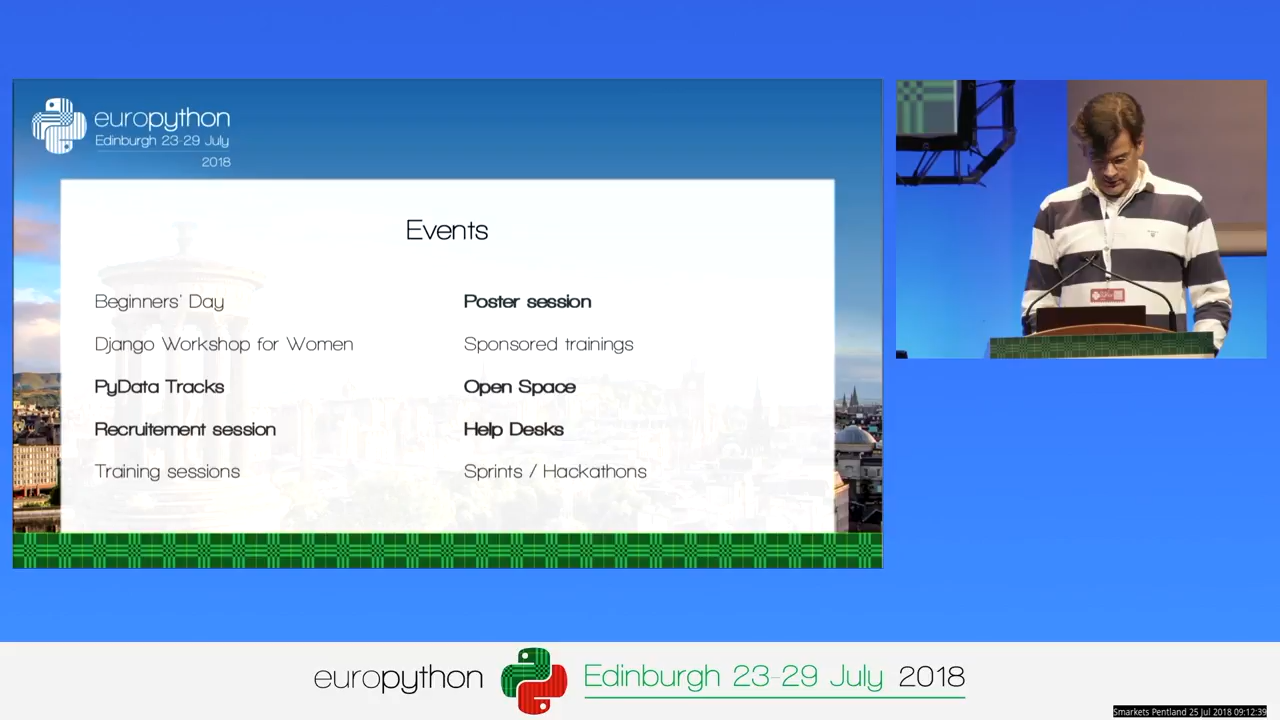 europython
Edinburgh 23-29 July
2018
Events
Beginners' Day
Django Workshop for Women
PyData Tracks
Recruitement session
Training sessions
Poster session
Sponsored trainings
Open Space
Help Desks
Sprints / Hackathons
europython Edinburgh 23-29 July 2018
Smarkets Pentland 25 Jul 2018 09:12:39